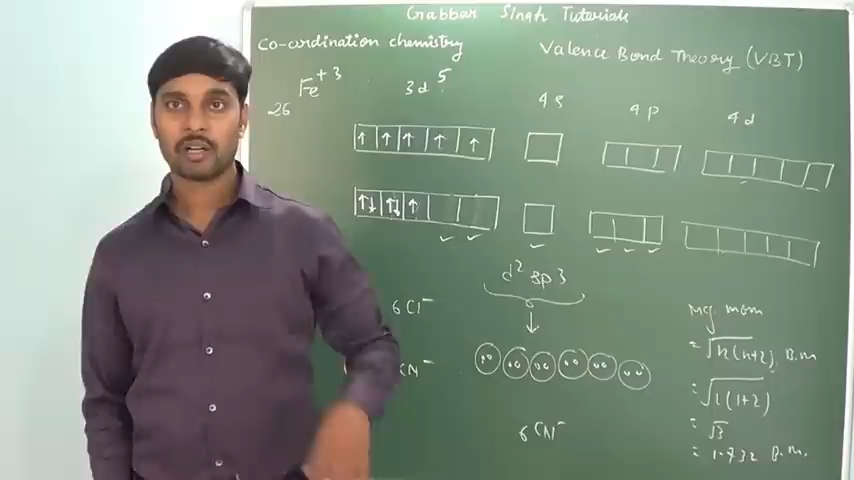 Gabbar Singh Tutorials
Co-ordination chemistry
Valence Bond Theory (VBT)
26 Fe+3
3d5
4s
4p
4d
↑ ↑ ↑ ↑ ↑
↑↓ ↑↓ ↑
✓ ✓ ✓ ✓ ✓ ✓
d2sp3
6Cl−
CN−
6CN−
Mg. mom
= √n(n+2) B.M
= √1(1+2)
= √3
= 1.732 B.M.